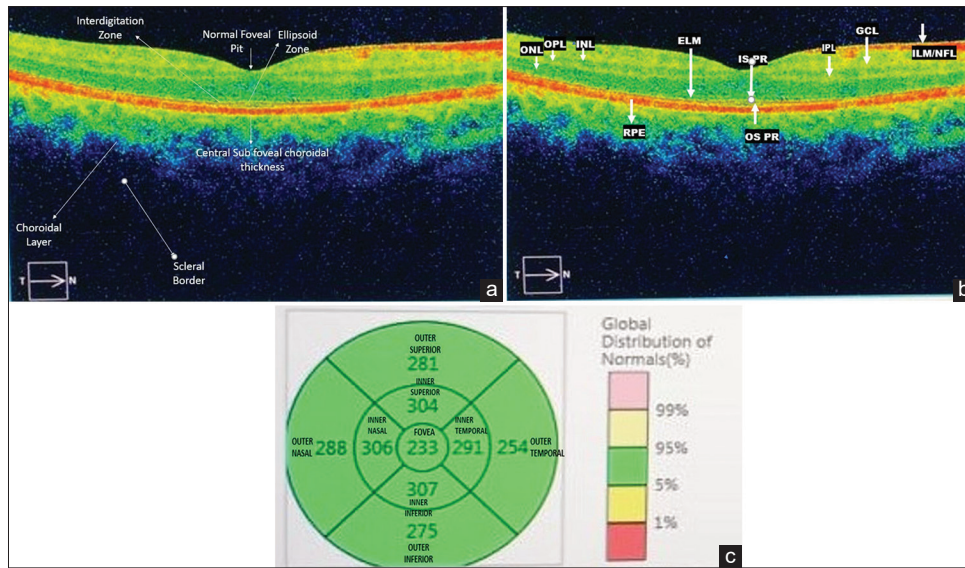 Interdigitation
Zone
Normal Foveal
Pit
Ellipsoid
Zone
Central Sub foveal choroidal
thickness
Choroidal
Layer
Scleral
Border
T N
a
ONL
OPL
INL
ELM
IS PR
IPL
GCL
ILM/NFL
RPE
OS PR
T N
b
OUTER
SUPERIOR
281
INNER
SUPERIOR
304
OUTER
NASAL
288
INNER
NASAL
306
FOVEA
233
INNER
TEMPORAL
291
254
OUTER
TEMPORAL
307
INNER
INFERIOR
275
OUTER
INFERIOR
Global
Distribution of
Normals(%)
99%
95%
5%
1%
c